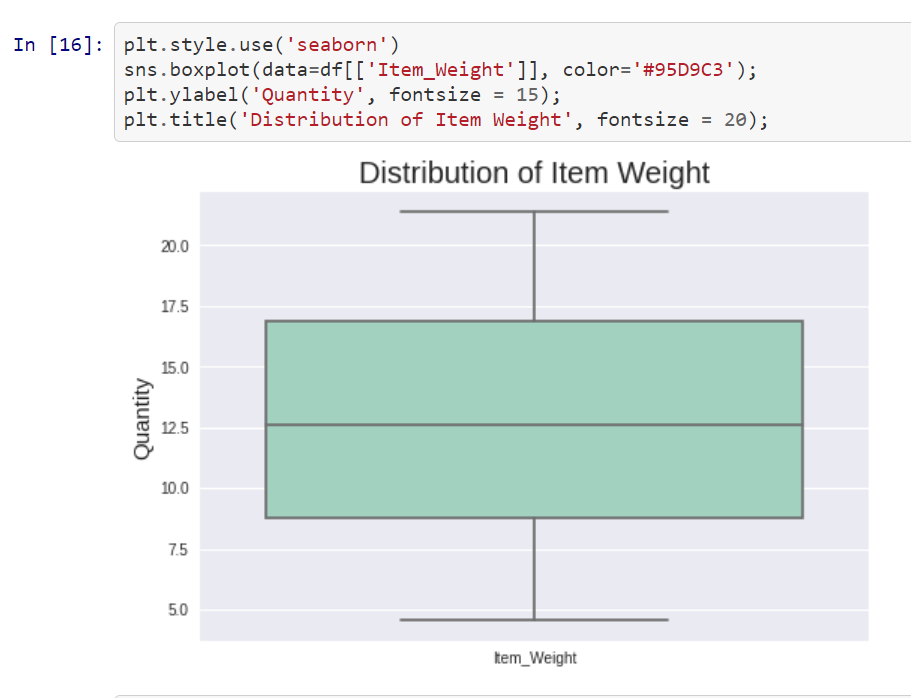 In [16]: plt.style.use('seaborn')
sns.boxplot(data=df[['Item_Weight']], color='#95D9C3');
plt.ylabel('Quantity', fontsize = 15);
plt.title('Distribution of Item Weight', fontsize = 20);
Distribution of Item Weight
20.0
17.5
15.0
12.5
10.0
7.5
5.0
Quantity
Item_Weight